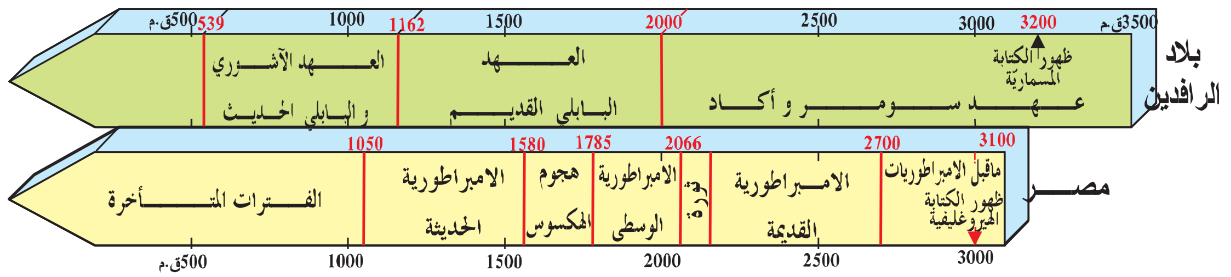 3500ق.م 3200 3000 2500 2000 1500 1162 1000 539 500ق.م
بلاد الرافدين
ظهور الكتابة المسمارية
عهد سومر و أكاد
العهد البابلي القديم
العهد الآشوري و البابلي الحديث
3100 2700 2066 1785 1580 1050
مصر
ماقبل الامبراطوريات
ظهور الكتابة الهيروغليفية
الامبراطورية القديمة
ثورة
الامبراطورية الوسطى
هجوم الهكسوس
الامبراطورية الحديثة
الفترات المتأخرة
3000 2500 2000 1500 1000 500ق.م